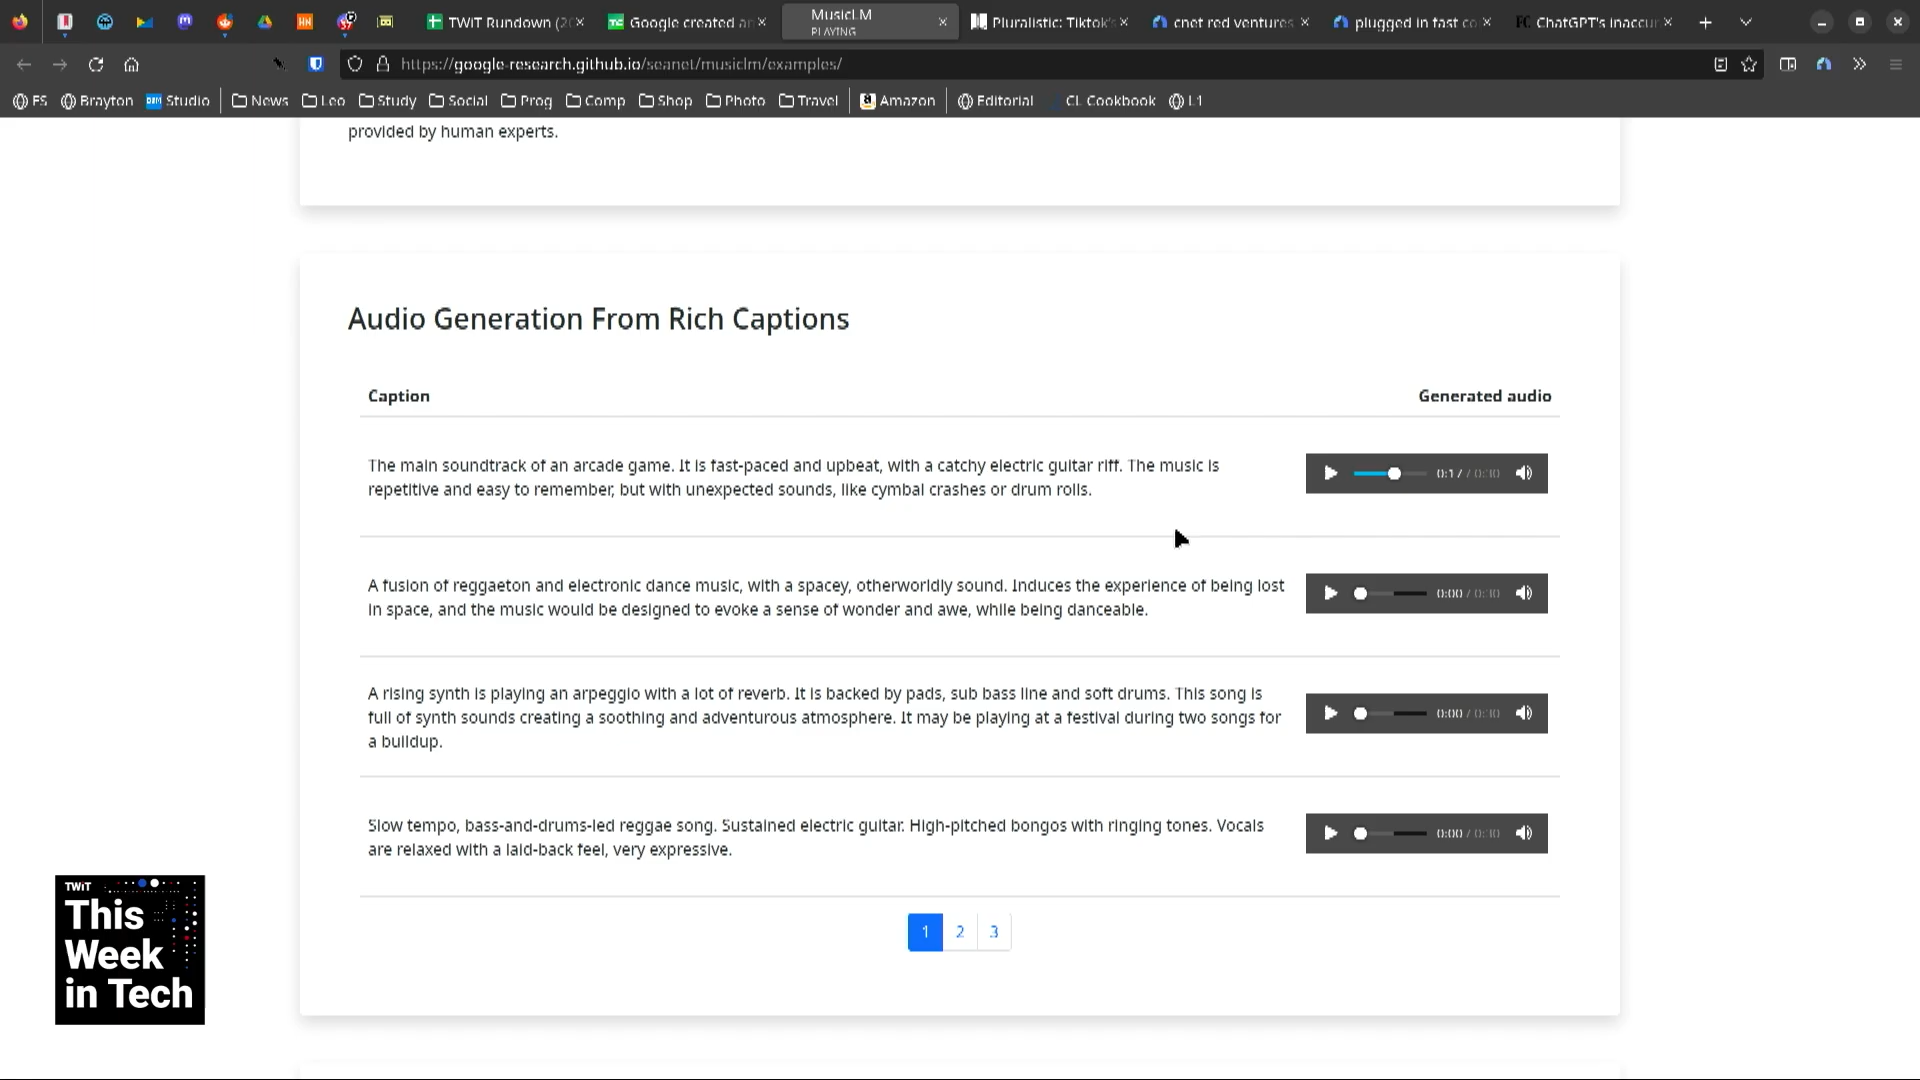 TWiT Rundown (2
Google created a
MusicLM
PLAYING
Pluralistic: Tiktok's
cnet red ventures
plugged in fast co
ChatGPT's inaccur
https://google-research.github.io/seanet/musiclm/examples/
FS
Brayton
Studio
News
Leo
Study
Social
Prog
Comp
Shop
Photo
Travel
Amazon
Editorial
CL Cookbook
L1
provided by human experts.
Audio Generation From Rich Captions
Caption
Generated audio
The main soundtrack of an arcade game. It is fast-paced and upbeat, with a catchy electric guitar riff. The music is
repetitive and easy to remember, but with unexpected sounds, like cymbal crashes or drum rolls.
0:17 / 0:30
A fusion of reggaeton and electronic dance music, with a spacey, otherworldly sound. Induces the experience of being lost
in space, and the music would be designed to evoke a sense of wonder and awe, while being danceable.
0:00 / 0:30
A rising synth is playing an arpeggio with a lot of reverb. It is backed by pads, sub bass line and soft drums. This song is
full of synth sounds creating a soothing and adventurous atmosphere. It may be playing at a festival during two songs for
a buildup.
0:00 / 0:30
Slow tempo, bass-and-drums-led reggae song. Sustained electric guitar. High-pitched bongos with ringing tones. Vocals
are relaxed with a laid-back feel, very expressive.
0:00 / 0:30
1 2 3
TWiT
This
Week
in Tech